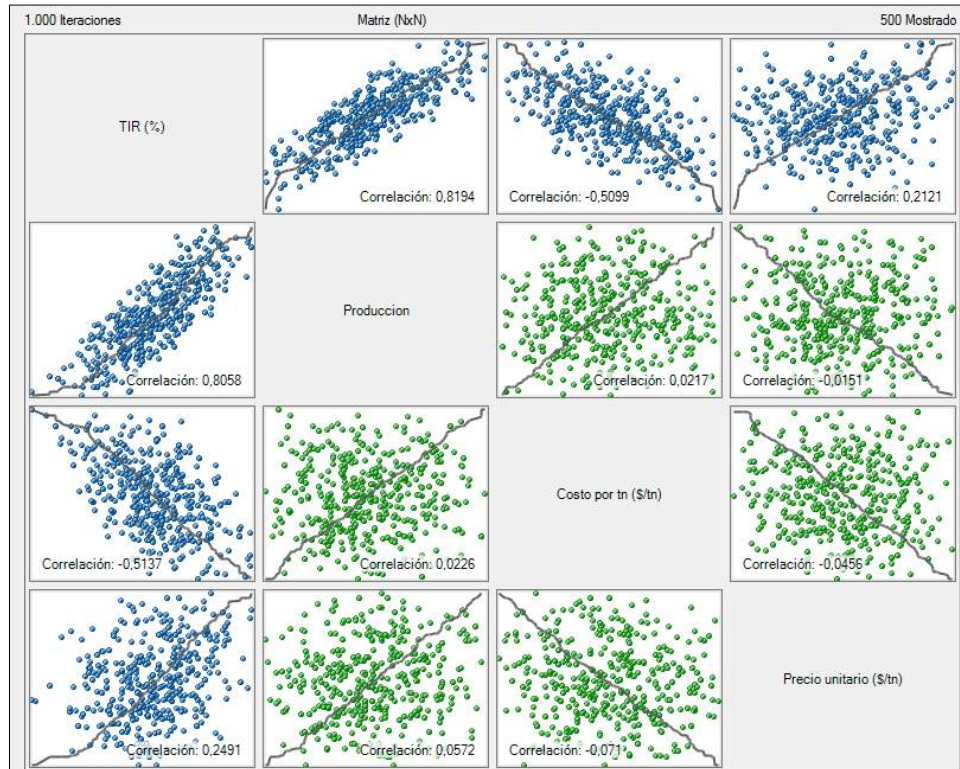 1.000 Iteraciones
Matriz (NxN)
500 Mostrado
TIR (%)
Correlación: 0,8194
Correlación: -0,5099
Correlación: 0,2121
Correlación: 0,8058
Produccion
Correlación: 0,0217
Correlación: -0,0151
Correlación: -0,5137
Correlación: 0,0226
Costo por tn ($/tn)
Correlación: -0,0456
Correlación: 0,2491
Correlación: 0,0572
Correlación: -0,071
Precio unitario ($/tn)